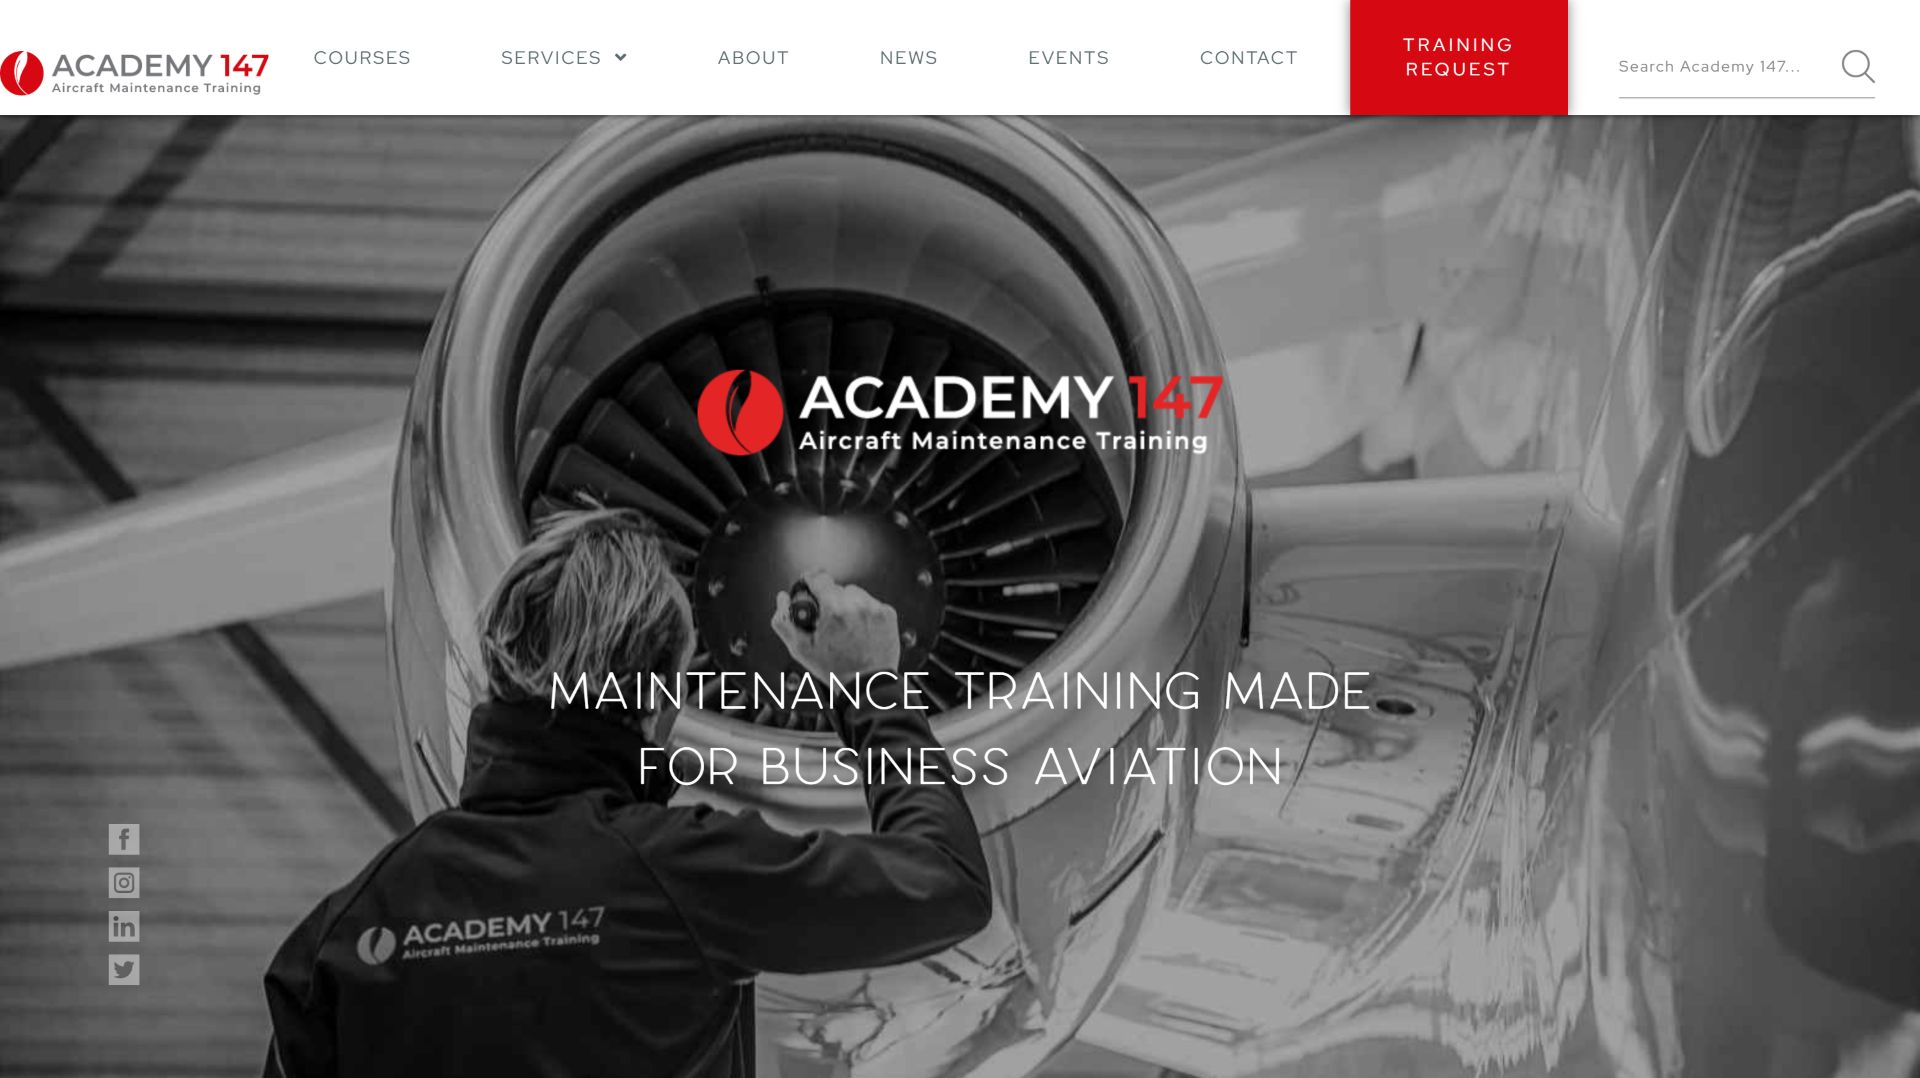 ACADEMY 147
Aircraft Maintenance Training
COURSES
SERVICES
ABOUT
NEWS
EVENTS
CONTACT
TRAINING
REQUEST
Search Academy 147...
ACADEMY 147
Aircraft Maintenance Training
MAINTENANCE TRAINING MADE
FOR BUSINESS AVIATION
ACADEMY 147
Aircraft Maintenance Training